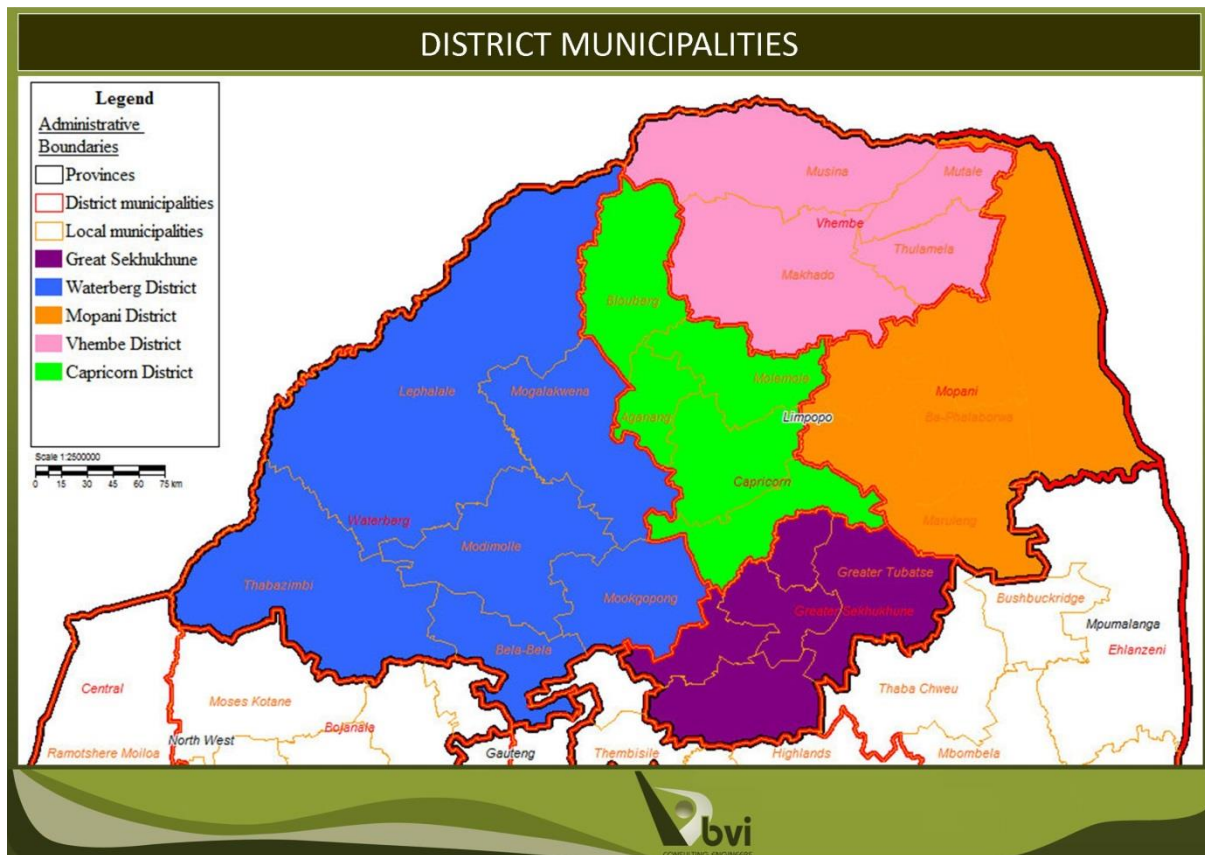 DISTRICT MUNICIPALITIES
Legend
Administrative
Boundaries
Provinces
District municipalities
Local municipalities
Great Sekhukhune
Waterberg District
Mopani District
Vhembe District
Capricorn District
Scale 1:2500000
0 15 30 45 60 75 km
Musina
Mutale
Vhembe
Thulamela
Makhado
Blouberg
Molemole
Lephalale
Mogalakwena
Aganang
Limpopo
Mopani
Ba-Phalaborwa
Capricorn
Maruleng
Waterberg
Modimolle
Thabazimbi
Mookgopong
Greater Tubatse
Greater Sekhukhune
Bushbuckridge
Mpumalanga
Ehlanzeni
Bela-Bela
Central
Moses Kotane
Thaba Chweu
Bojanala
North West
Ramotshere Moiloa
Gauteng
Thembisile
Highlands
Mbombela
bvi
CONSULTING ENGINEERS